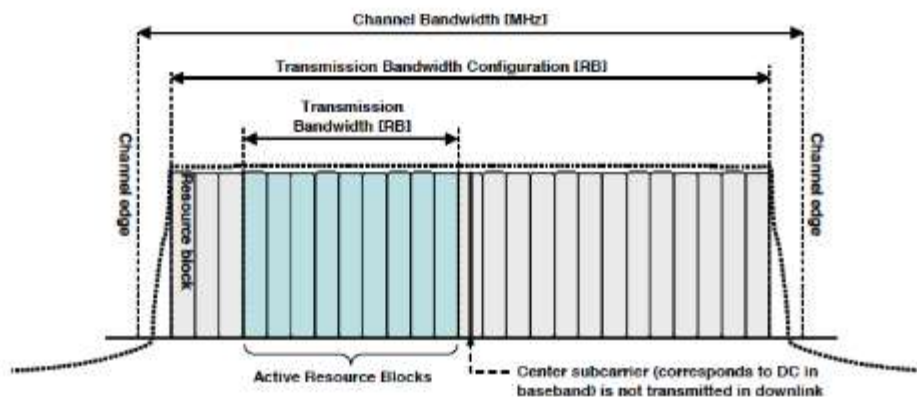 Channel Bandwidth [MHz]
Transmission Bandwidth Configuration [RB]
Transmission
Bandwidth [RB]
Channel edge
Resource block
Channel edge
Active Resource Blocks
Center subcarrier (corresponds to DC in
baseband) is not transmitted in downlink